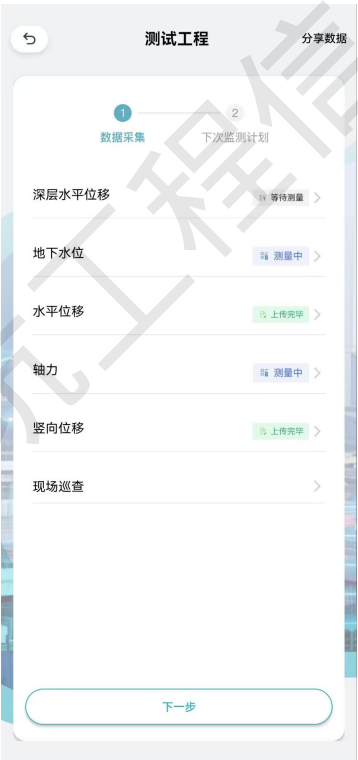 测试工程
分享数据
1
2
数据采集
下次监测计划
深层水平位移
等待测量
地下水位
测量中
水平位移
上传完毕
轴力
测量中
竖向位移
上传完毕
现场巡查
下一步
工程信